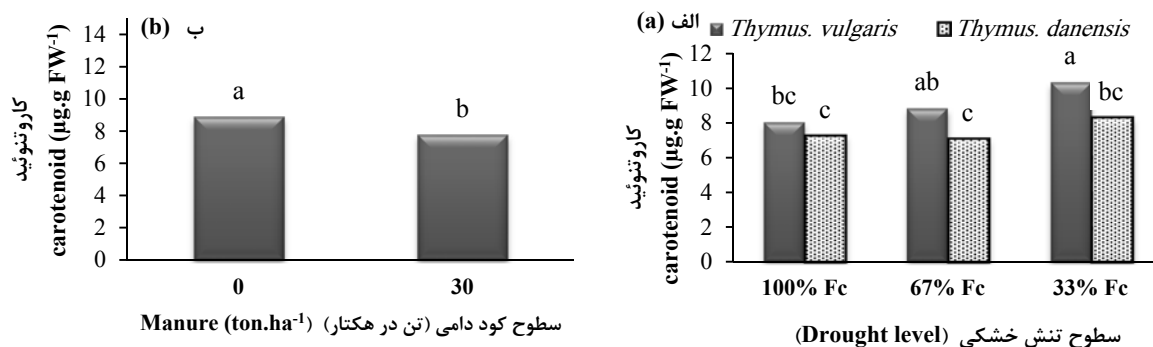 (b) ب
14
12
10
8
6
4
2
0
کاروتنوئید
carotenoid (µg.g FW⁻¹)
a
b
0
30
سطوح کود دامی (تن در هکتار) Manure (ton.ha⁻¹)
(a) الف
Thymus. vulgaris
Thymus. danensis
12
10
8
6
4
2
0
کاروتنوئید
carotenoid (µg.g FW⁻¹)
bc
c
ab
c
a
bc
100% Fc
67% Fc
33% Fc
سطوح تنش خشکی (Drought level)